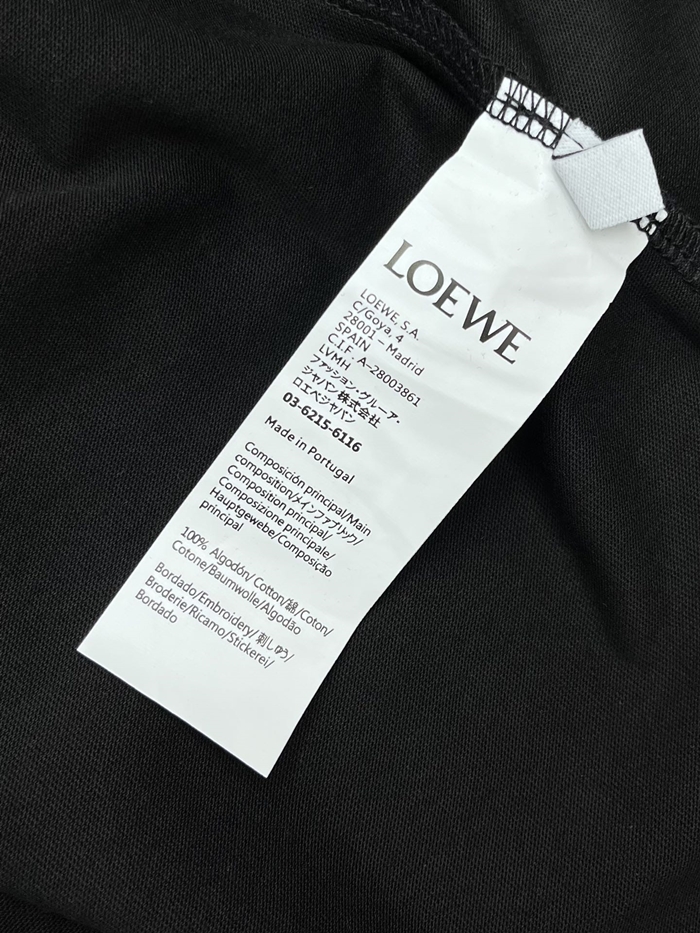 LOEWE
LOEWE, S.A.
C/Goya, 4
28001 – Madrid
SPAIN
C.I.F. A-28003861
LVMH
ファッション・グループ・
ジャパン株式会社
ロエベジャパン
03-6215-6116
Made in Portugal
Composición principal/Main
composition/メインファブリック/
Composition principal/
Composizione principale/
Hauptgewebe/Composição
principal
100% Algodón/Cotton/綿/Coton/
Cotone/Baumwolle/Algodão
Bordado/Embroidery/刺しゅう/
Broderie/Ricamo/Stickerei/
Bordado